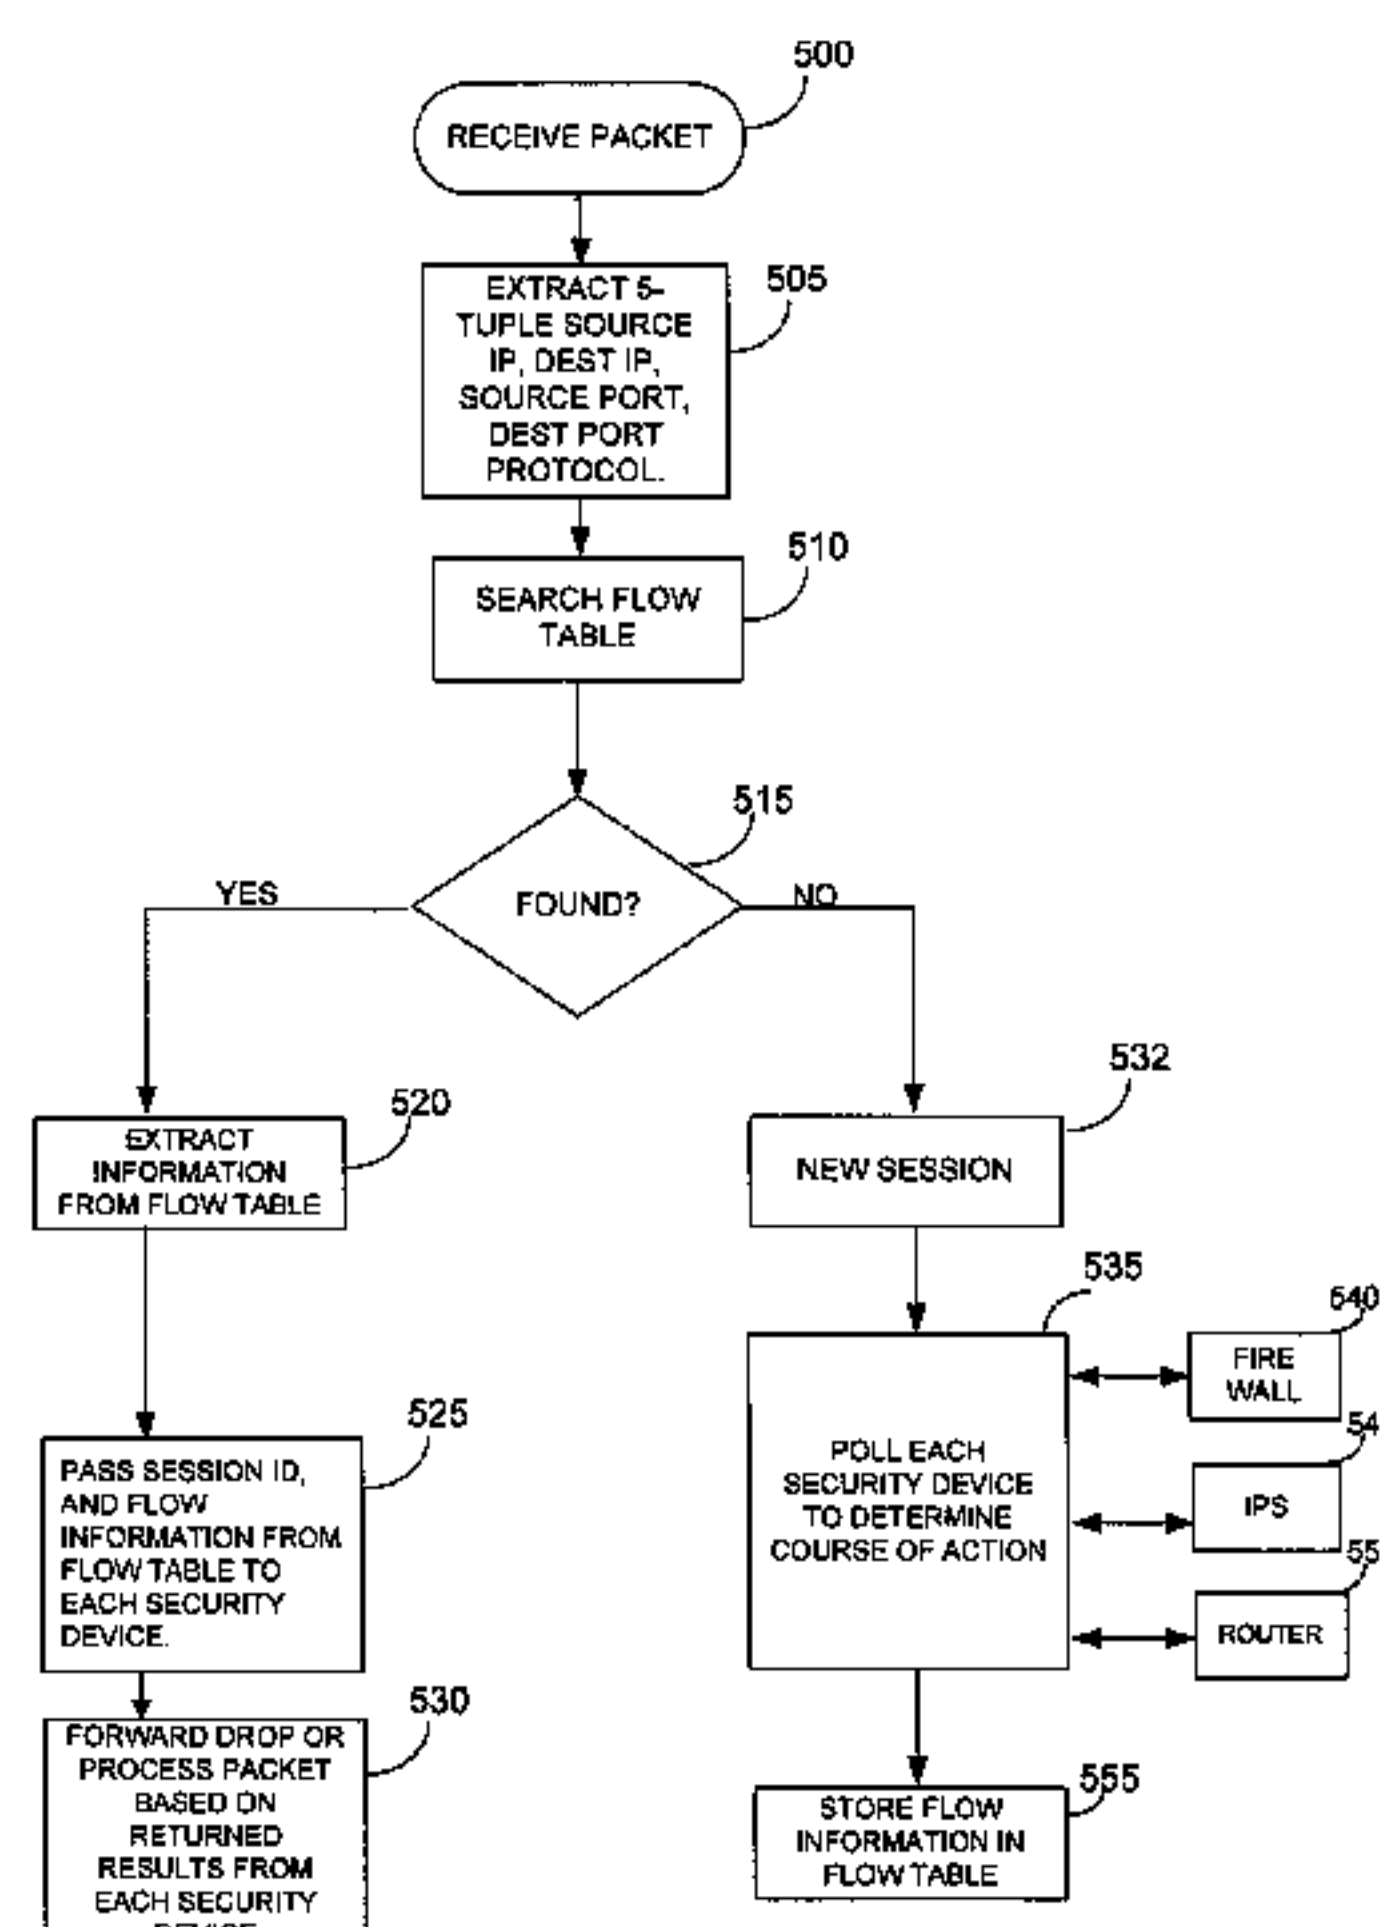 500
RECEIVE PACKET
505
EXTRACT 5-
TUPLE SOURCE
IP, DEST IP,
SOURCE PORT,
DEST PORT
PROTOCOL.
510
SEARCH FLOW
TABLE
515
FOUND?
YES
NO
520
EXTRACT
INFORMATION
FROM FLOW TABLE
532
NEW SESSION
525
PASS SESSION ID,
AND FLOW
INFORMATION FROM
FLOW TABLE TO
EACH SECURITY
DEVICE.
535
POLL EACH
SECURITY DEVICE
TO DETERMINE
COURSE OF ACTION
540
FIRE
WALL
54
IPS
55
ROUTER
530
FORWARD DROP OR
PROCESS PACKET
BASED ON
RETURNED
RESULTS FROM
EACH SECURITY
555
STORE FLOW
INFORMATION IN
FLOW TABLE